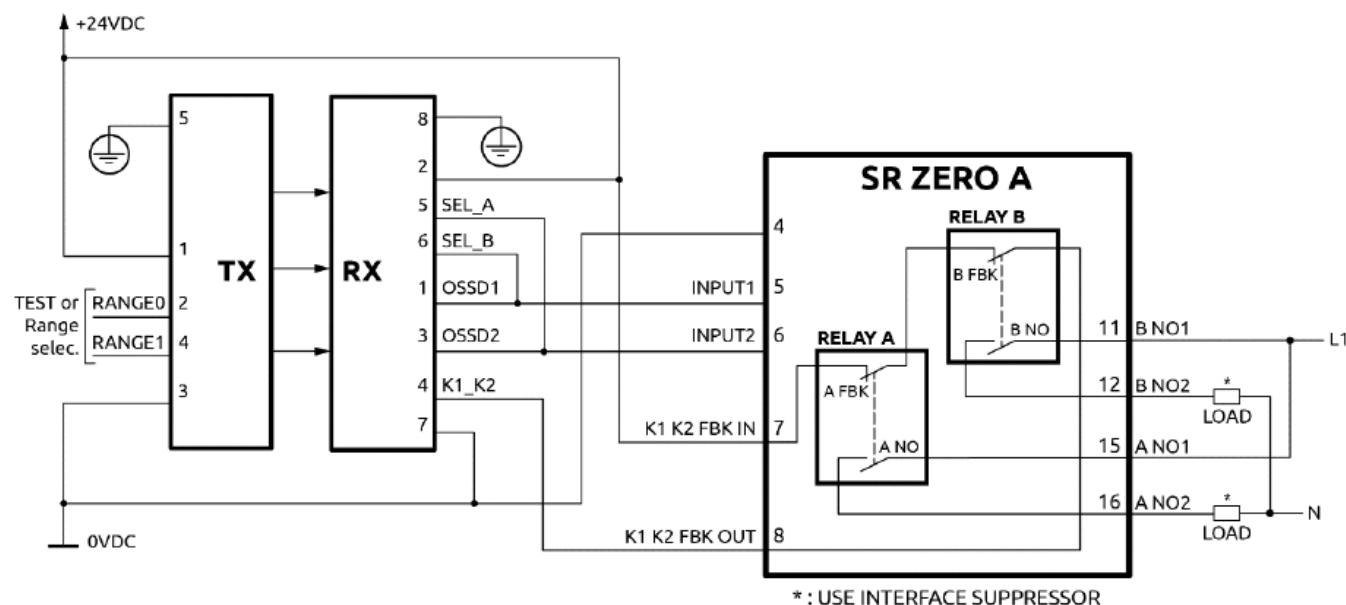 +24VDC
5
8
SR ZERO A
2
RELAY B
5 SEL_A
4
6 SEL_B
B FBK
1
TX
RX
TEST or
Range
selec.
RANGE0
2
1 OSSD1
INPUT1
5
RANGE1
4
3 OSSD2
INPUT2
6
RELAY A
B NO
11 B NO1
L1
3
4 K1_K2
A FBK
12 B NO2
*
LOAD
7
K1 K2 FBK IN
7
A NO
15 A NO1
16 A NO2
*
LOAD
N
0VDC
K1 K2 FBK OUT
8
* : USE INTERFACE SUPPRESSOR